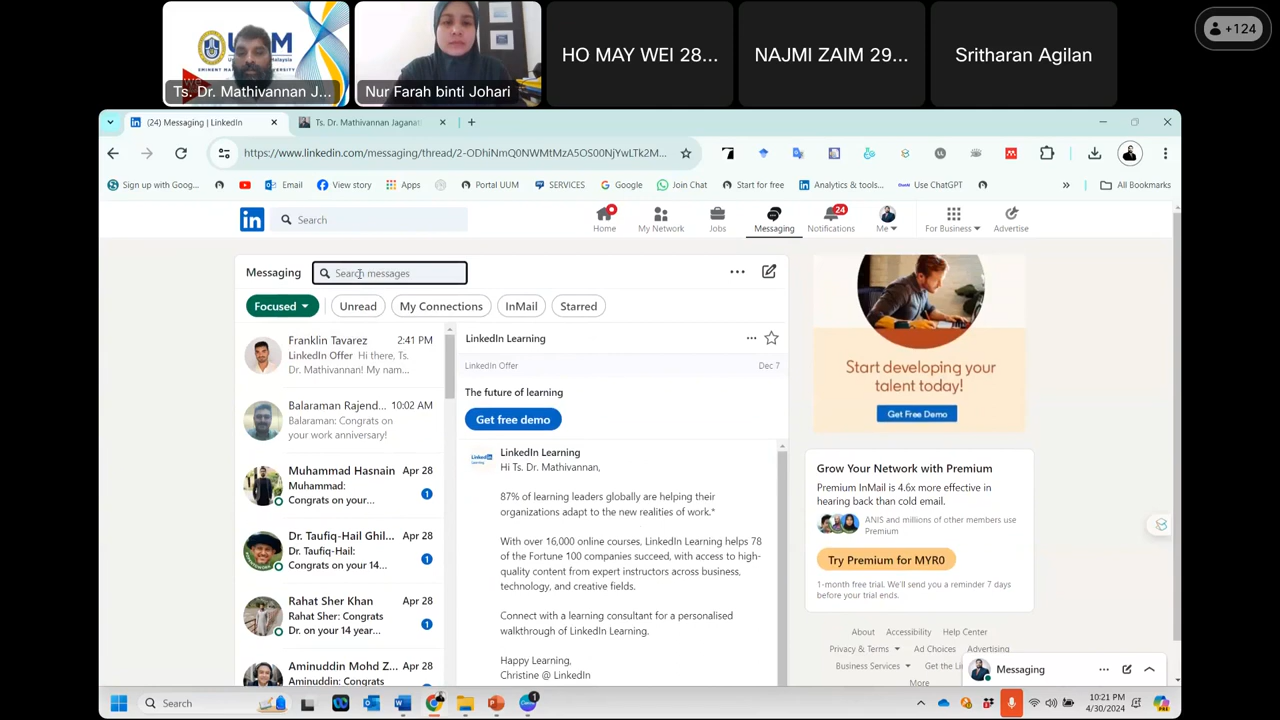 Ts. Dr. Mathivannan J...
Nur Farah binti Johari
HO MAY WEI 28...
NAJMI ZAIM 29...
Sritharan Agilan
+124
(24) Messaging | LinkedIn
Ts. Dr. Mathivannan Jaganat
https://www.linkedin.com/messaging/thread/2-ODhiNmQ0NWMtMzA5OS00NjYwLTk2M...
Sign up with Goog...
Email
View story
Apps
Portal UUM
SERVICES
Google
Join Chat
Start for free
Analytics & tools...
Use ChatGPT
»
All Bookmarks
in
Search
Home
My Network
Jobs
Messaging
24
Notifications
Me
For Business
Advertise
Messaging
Search messages
Focused
Unread
My Connections
InMail
Starred
Franklin Tavarez 2:41 PM
LinkedIn Offer Hi there, Ts.
Dr. Mathivannan! My nam...
Balaraman Rajend... 10:02 AM
Balaraman: Congrats on
your work anniversary!
Muhammad Hasnain Apr 28
Muhammad:
Congrats on your...
1
Dr. Taufiq-Hail Ghil... Apr 28
Dr. Taufiq-Hail:
Congrats on your 14...
1
Rahat Sher Khan Apr 28
Rahat Sher: Congrats
Dr. on your 14 year...
1
Aminuddin Mohd Z... Apr 28
Aminuddin: Congrats
LinkedIn Learning
LinkedIn Offer Dec 7
The future of learning
Get free demo
LinkedIn Learning
Hi Ts. Dr. Mathivannan,
87% of learning leaders globally are helping their
organizations adapt to the new realities of work.*
With over 16,000 online courses, LinkedIn Learning helps 78
of the Fortune 100 companies succeed, with access to high-
quality content from expert instructors across business,
technology, and creative fields.
Connect with a learning consultant for a personalised
walkthrough of LinkedIn Learning.
Happy Learning,
Christine @ LinkedIn
Start developing your
talent today!
Get Free Demo
Grow Your Network with Premium
Premium InMail is 4.6x more effective in
hearing back than cold email.
ANIS and millions of other members use
Premium
Try Premium for MYR0
1-month free trial. We'll send you a reminder 7 days
before your trial ends.
About Accessibility Help Center
Privacy & Terms Ad Choices Advertising
Business Services Get the Li
More
Messaging
Search
10:21 PM
4/30/2024